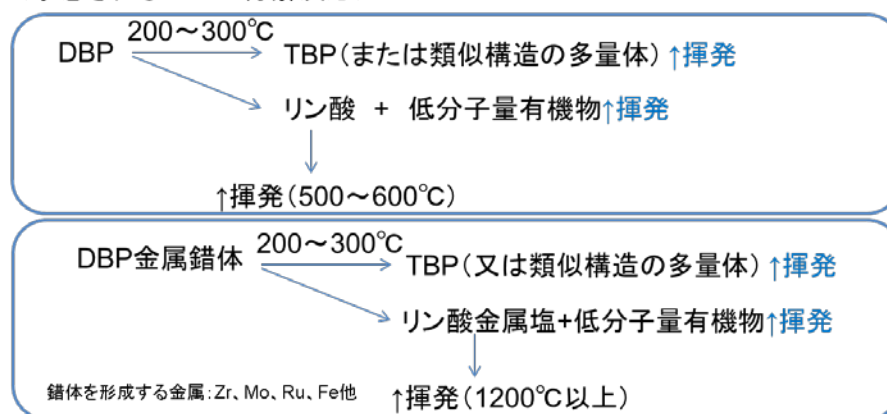 200～300℃
DBP
TBP(または類似構造の多量体)↑揮発
リン酸 + 低分子量有機物↑揮発
↑揮発(500～600℃)
200～300℃
DBP金属錯体
TBP(又は類似構造の多量体)↑揮発
リン酸金属塩+低分子量有機物↑揮発
錯体を形成する金属:Zr、Mo、Ru、Fe他
↑揮発(1200℃以上)